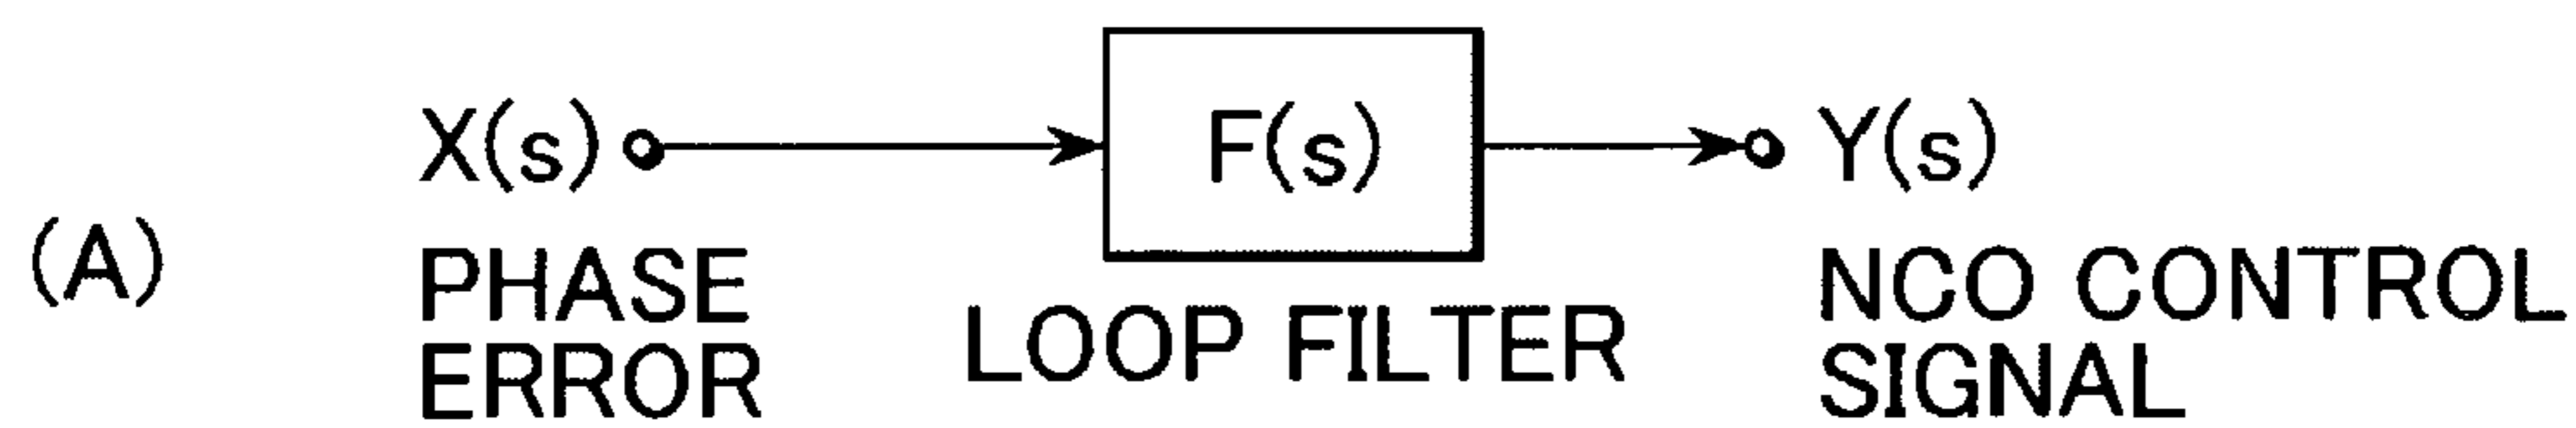 X(s) F(s) Y(s)
(A)
PHASE
ERROR
LOOP FILTER
NCO CONTROL
SIGNAL